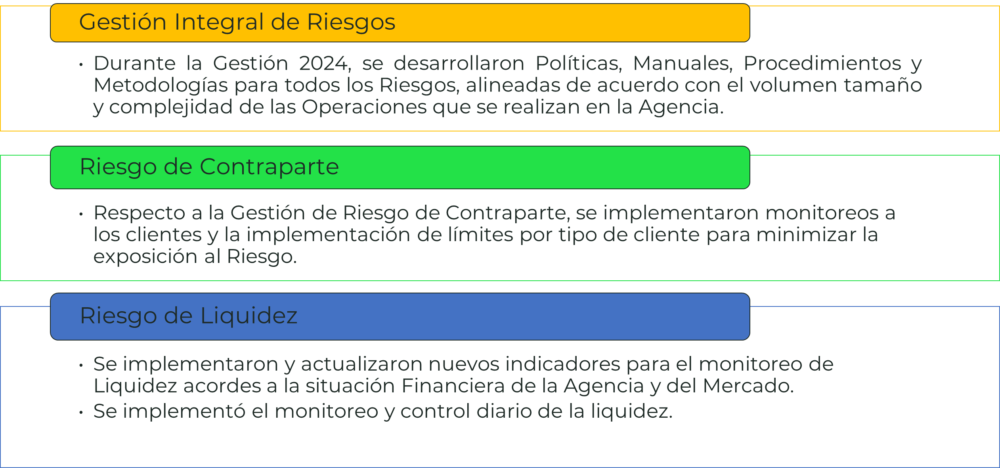 Gestión Integral de Riesgos
• Durante la Gestión 2024, se desarrollaron Políticas, Manuales, Procedimientos y
Metodologías para todos los Riesgos, alineadas de acuerdo con el volumen tamaño
y complejidad de las Operaciones que se realizan en la Agencia.
Riesgo de Contraparte
• Respecto a la Gestión de Riesgo de Contraparte, se implementaron monitoreos a
los clientes y la implementación de límites por tipo de cliente para minimizar la
exposición al Riesgo.
Riesgo de Liquidez
• Se implementaron y actualizaron nuevos indicadores para el monitoreo de
Liquidez acordes a la situación Financiera de la Agencia y del Mercado.
• Se implementó el monitoreo y control diario de la liquidez.